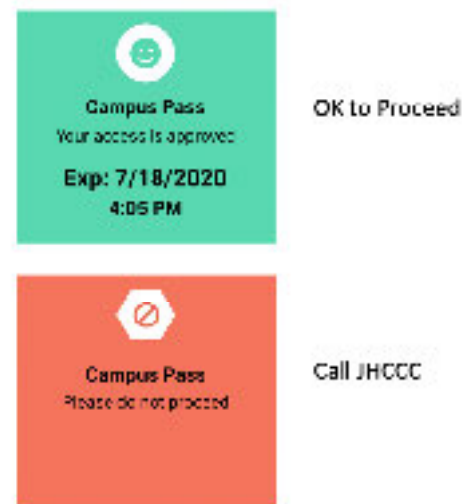 Campus Pass
Your access is approved
Exp: 7/18/2020
4:05 PM
OK to Proceed
Campus Pass
Please do not proceed
Call JHCCC